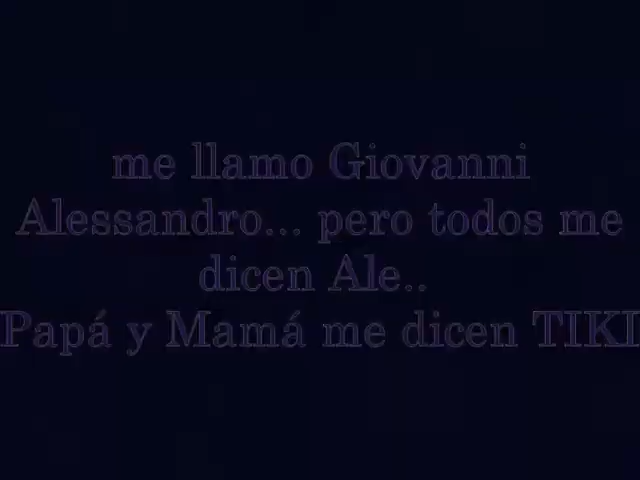 me llamo Giovanni
Alessandro... pero todos me
dicen Ale..
Papá y Mamá me dicen TIKI